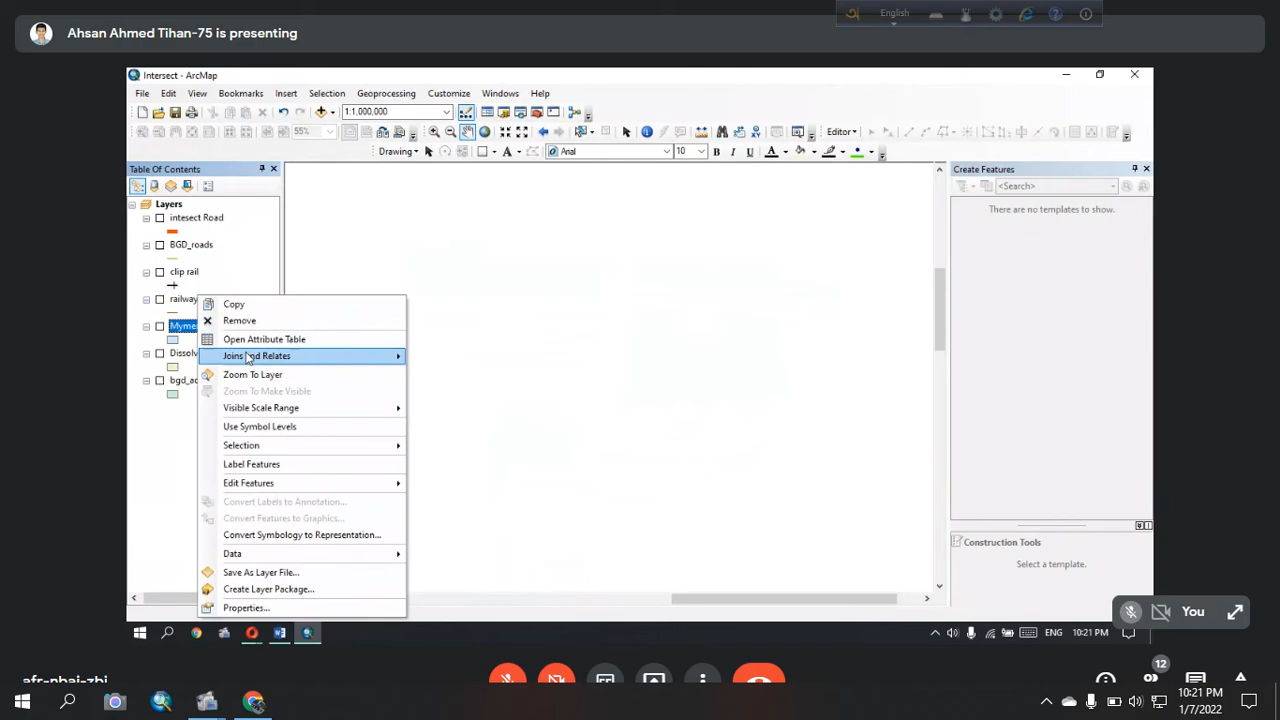 English
Ahsan Ahmed Tihan-75 is presenting
Intersect - ArcMap
File Edit View Bookmarks Insert Selection Geoprocessing Customize Windows Help
1:1,000,000
55%
Editor
Drawing
Arial
10
B I U A
Table Of Contents
Layers
intesect Road
BGD_roads
clip rail
railway
Myme
Dissolv
bgd_ad
Copy
Remove
Open Attribute Table
Joins and Relates
Zoom To Layer
Zoom To Make Visible
Visible Scale Range
Use Symbol Levels
Selection
Label Features
Edit Features
Convert Labels to Annotation...
Convert Features to Graphics...
Convert Symbology to Representation...
Data
Save As Layer File...
Create Layer Package...
Properties...
Create Features
<Search>
There are no templates to show.
Construction Tools
Select a template.
You
ENG 10:21 PM
12
10:21 PM
1/7/2022